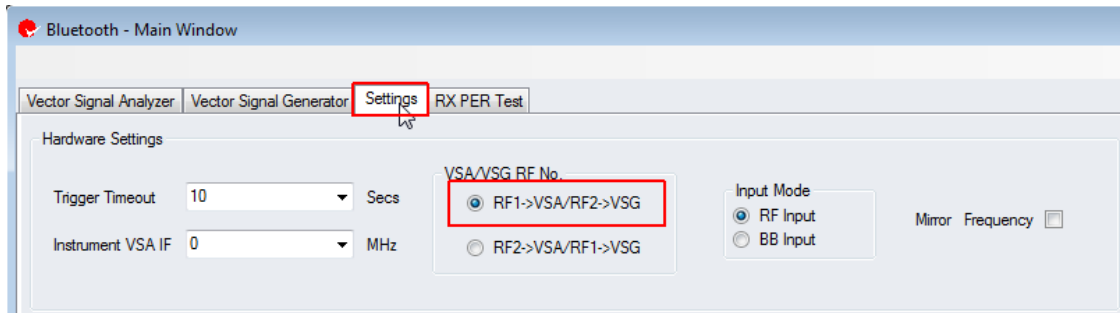 Bluetooth - Main Window
Vector Signal Analyzer Vector Signal Generator Settings RX PER Test
Hardware Settings
Trigger Timeout 10 Secs
Instrument VSA IF 0 MHz
VSA/VSG RF No.
RF1->VSA/RF2->VSG
RF2->VSA/RF1->VSG
Input Mode
RF Input
BB Input
Mirror Frequency